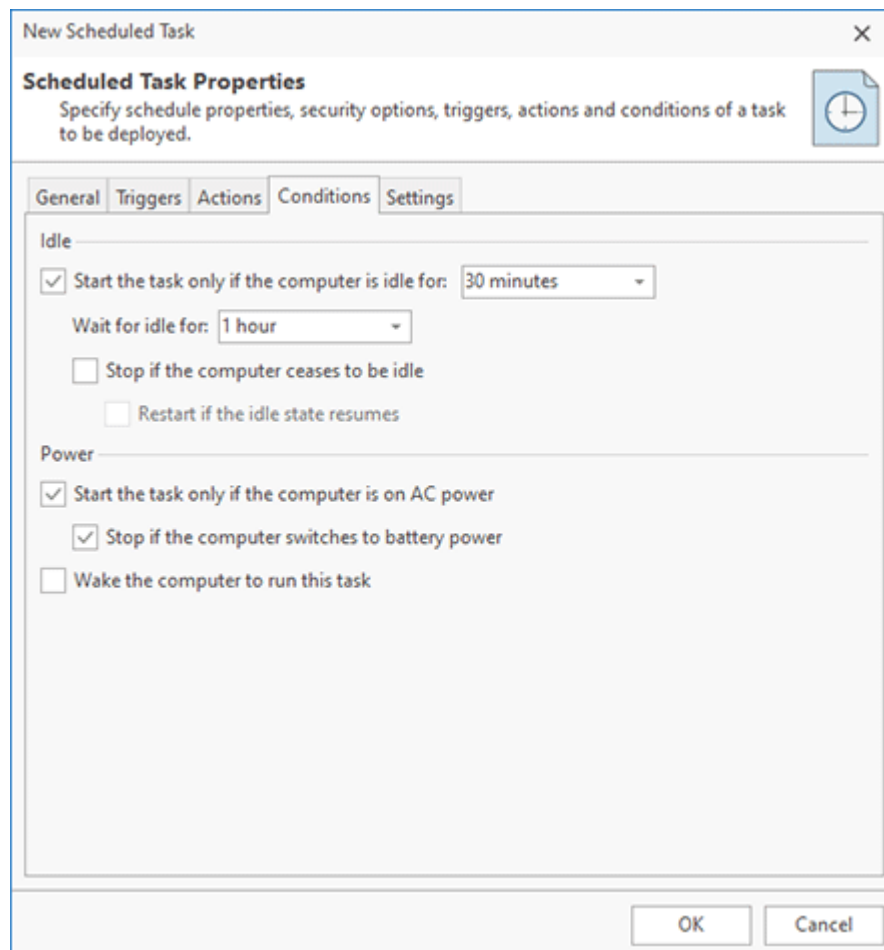 New Scheduled Task
Scheduled Task Properties
Specify schedule properties, security options, triggers, actions and conditions of a task
to be deployed.
General Triggers Actions Conditions Settings
Idle
Start the task only if the computer is idle for: 30 minutes
Wait for idle for: 1 hour
Stop if the computer ceases to be idle
Restart if the idle state resumes
Power
Start the task only if the computer is on AC power
Stop if the computer switches to battery power
Wake the computer to run this task
OK Cancel